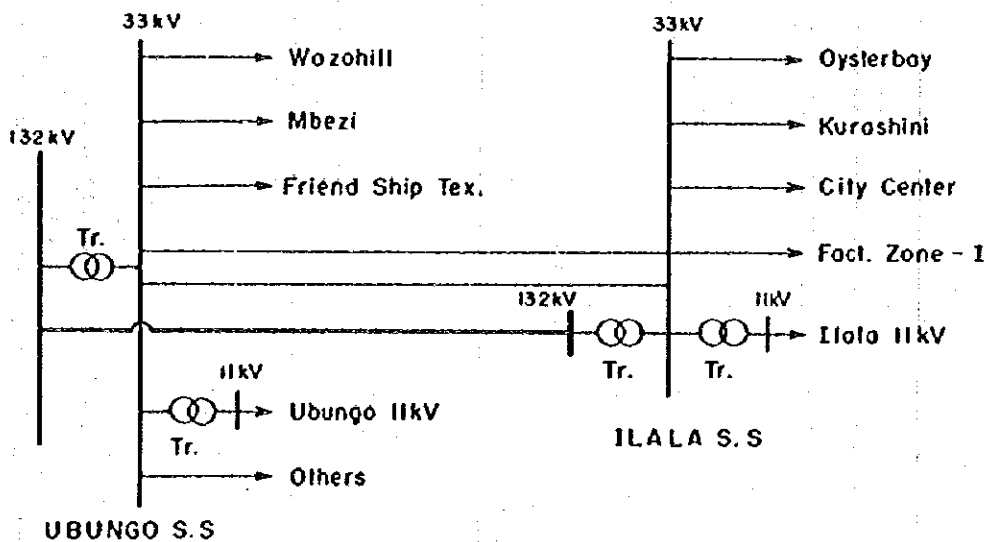 33kV
33kV
Wazohill
Oysterbay
Mbezi
Kurashini
132kV
Friend Ship Tex.
City Center
Tr.
Fact. Zone - I
132kV
11kV
Ilala 11kV
Tr.
Tr.
11kV
Ubungo 11kV
Tr.
ILALA S.S
Others
UBUNGO S.S